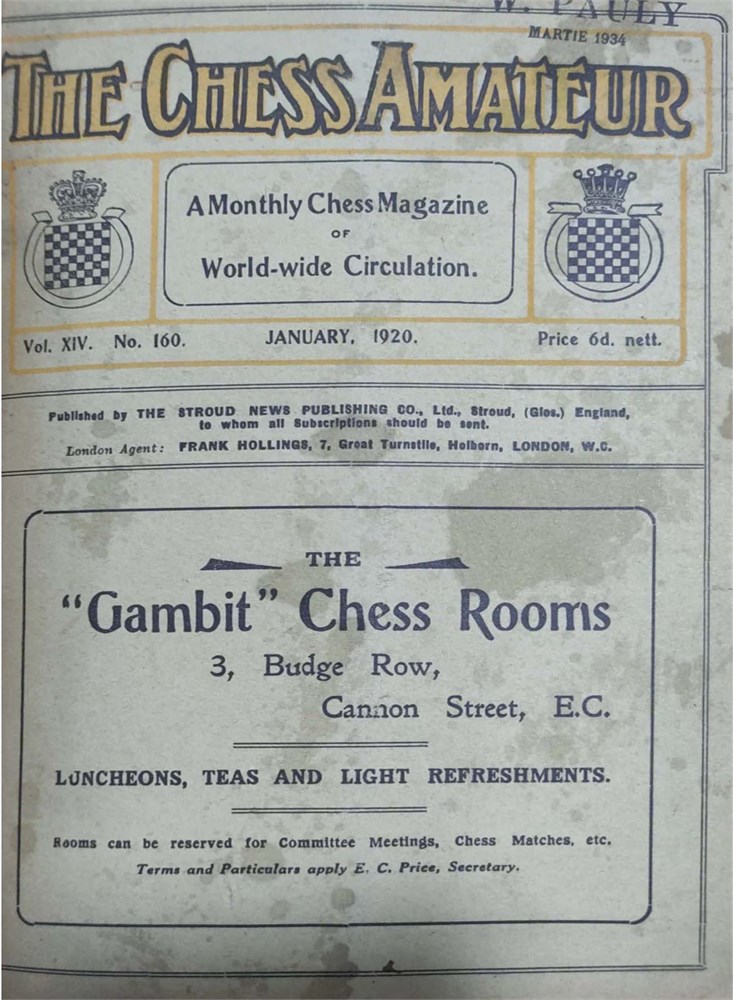 W. PAULY
MARTIE 1934
THE CHESS AMATEUR
A Monthly Chess Magazine
OF
World-wide Circulation.
Vol. XIV. No. 160. JANUARY, 1920. Price 6d. nett.
Published by THE STROUD NEWS PUBLISHING CO., Ltd., Stroud, (Glos.) England,
to whom all Subscriptions should be sent.
London Agent: FRANK HOLLINGS, 7, Great Turnstile, Holborn, LONDON, W.C.
THE
"Gambit" Chess Rooms
3, Budge Row,
Cannon Street, E.C.
LUNCHEONS, TEAS AND LIGHT REFRESHMENTS.
Rooms can be reserved for Committee Meetings, Chess Matches, etc.
Terms and Particulars apply E. C. Price, Secretary.